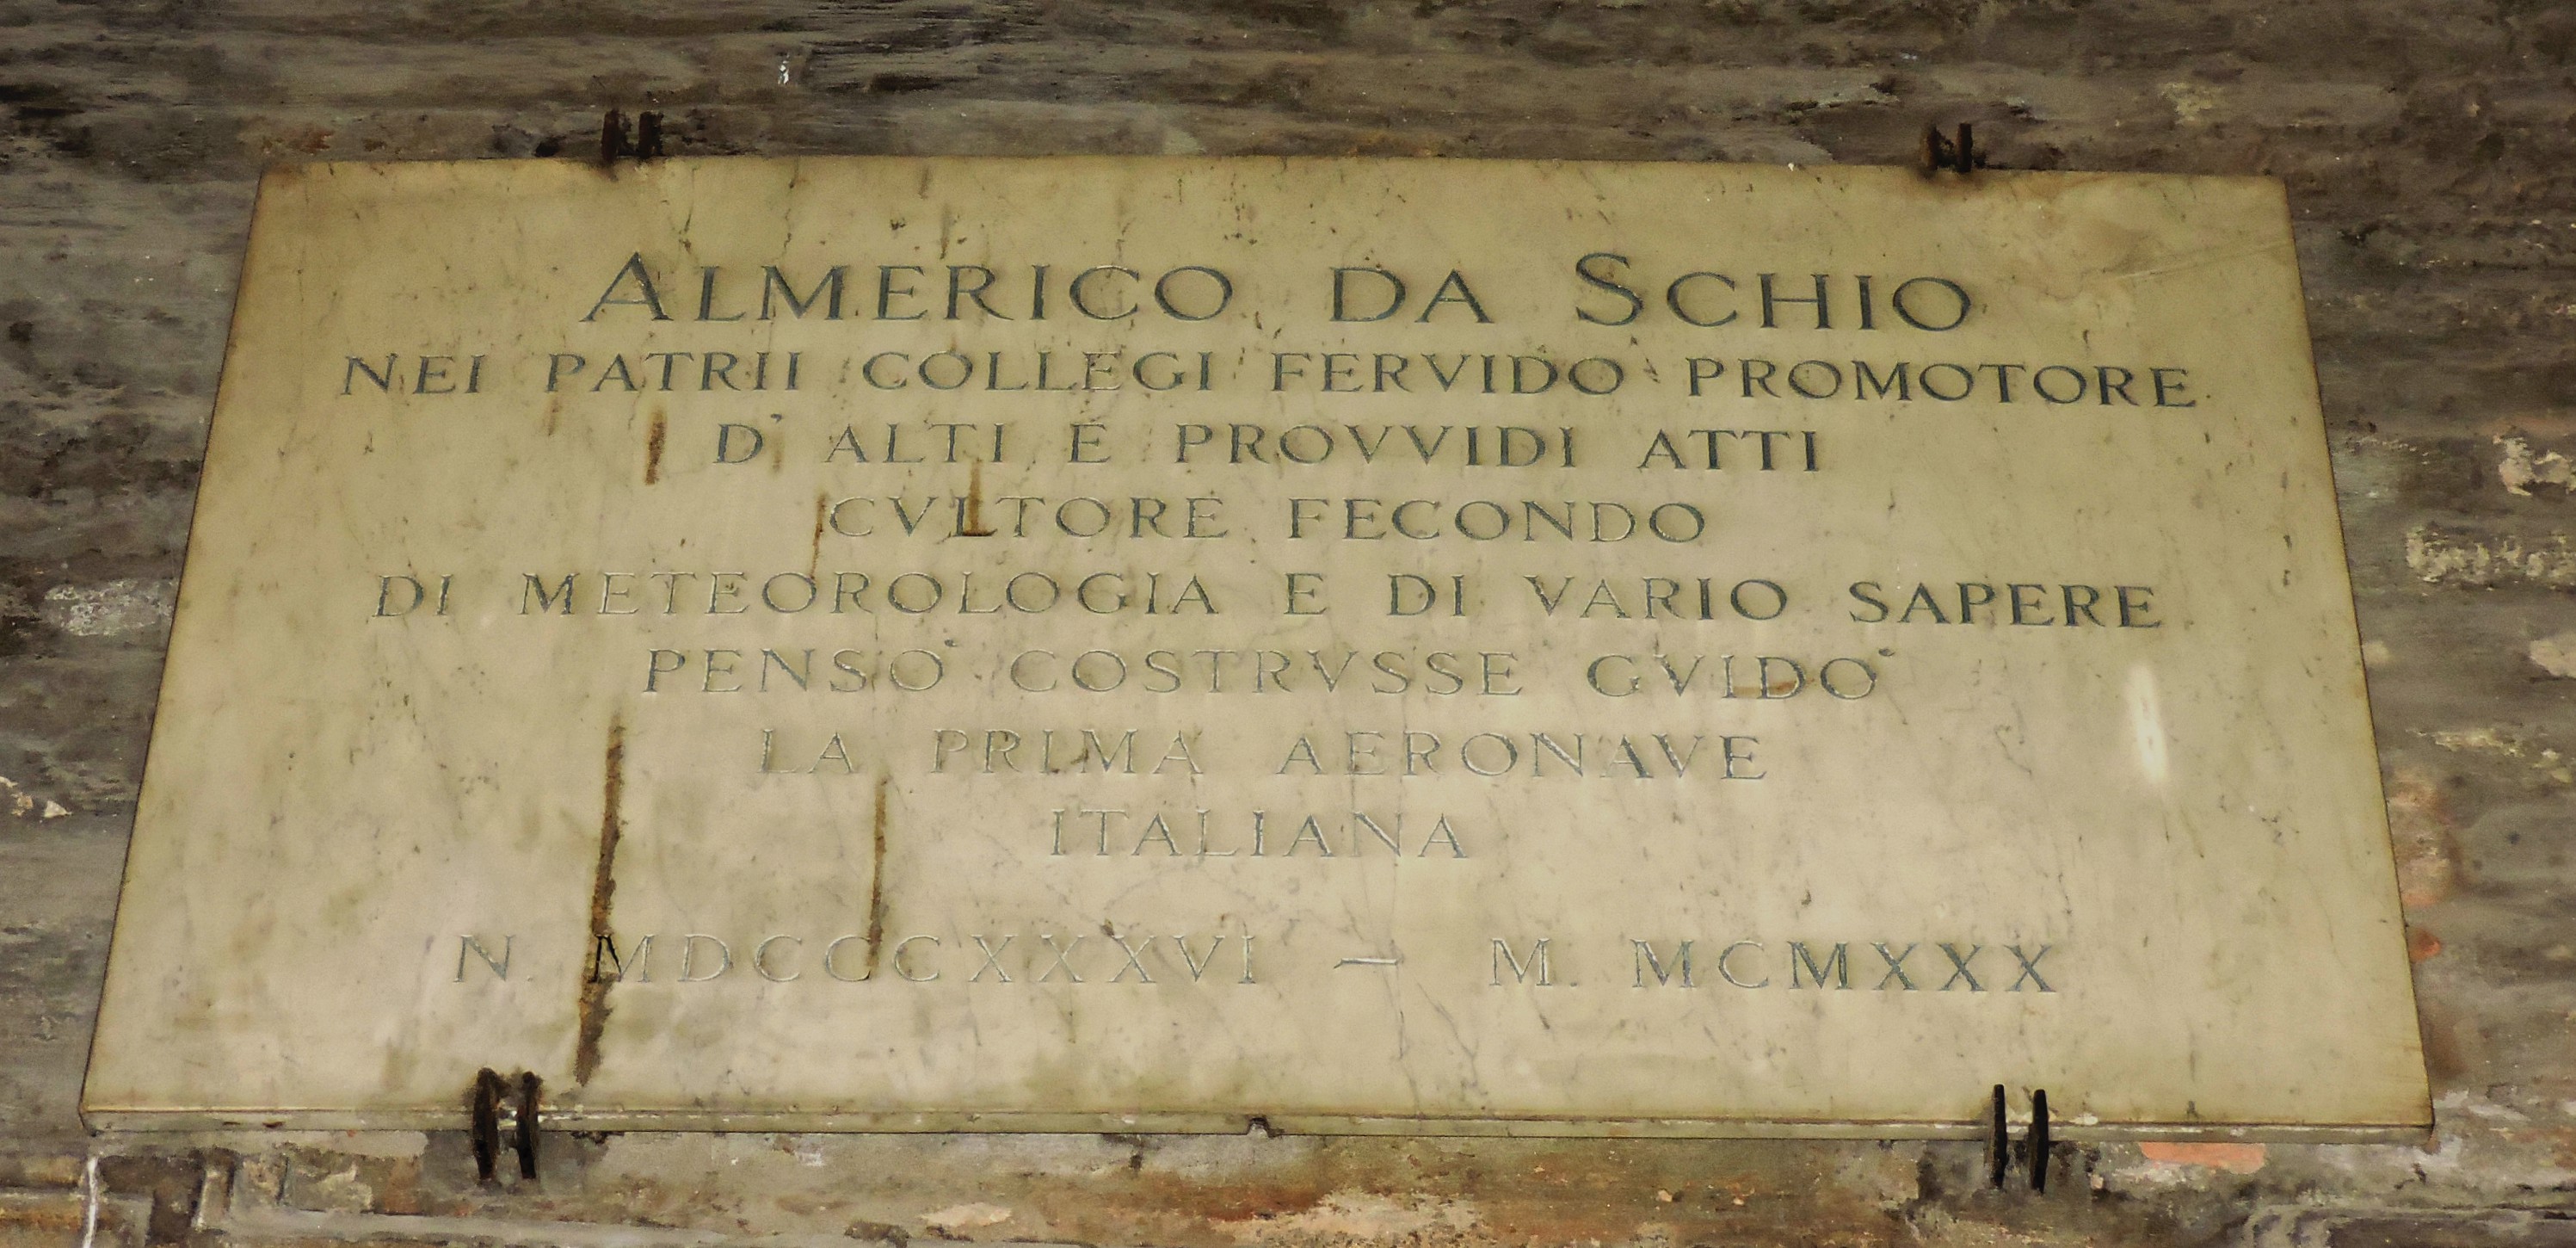 ALMERICO DA SCHIO
NEI PATRII COLLEGI FERVIDO PROMOTORE
D' ALTI E PROVVIDI ATTI
CVLTORE FECONDO
DI METEOROLOGIA E DI VARIO SAPERE
PENSO' COSTRVSSE GVIDO'
LA PRIMA AERONAVE
ITALIANA
N. MDCCCXXXVI — M. MCMXXX